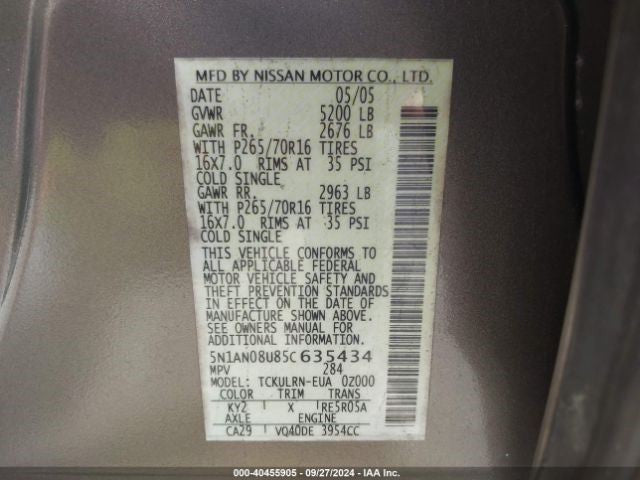 MFD BY NISSAN MOTOR CO., LTD.
DATE 05/05
GVWR 5200 LB
GAWR FR. 2676 LB
WITH P265/70R16 TIRES
16X7.0 RIMS AT 35 PSI
COLD SINGLE
GAWR RR. 2963 LB
WITH P265/70R16 TIRES
16X7.0 RIMS AT 35 PSI
COLD SINGLE
THIS VEHICLE CONFORMS TO
ALL APPLICABLE FEDERAL
MOTOR VEHICLE SAFETY AND
THEFT PREVENTION STANDARDS
IN EFFECT ON THE DATE OF
MANUFACTURE SHOWN ABOVE.
SEE OWNERS MANUAL FOR
ADDITIONAL DETAILS.
5N1AN08U85C635434
MPV 284
MODEL: TCKULRN-EUA 0Z000
COLOR TRIM TRANS
KY2 X RE5R05A
AXLE ENGINE
CA29 VQ40DE 3954CC
000-40455905 - 09/27/2024 - IAA Inc.